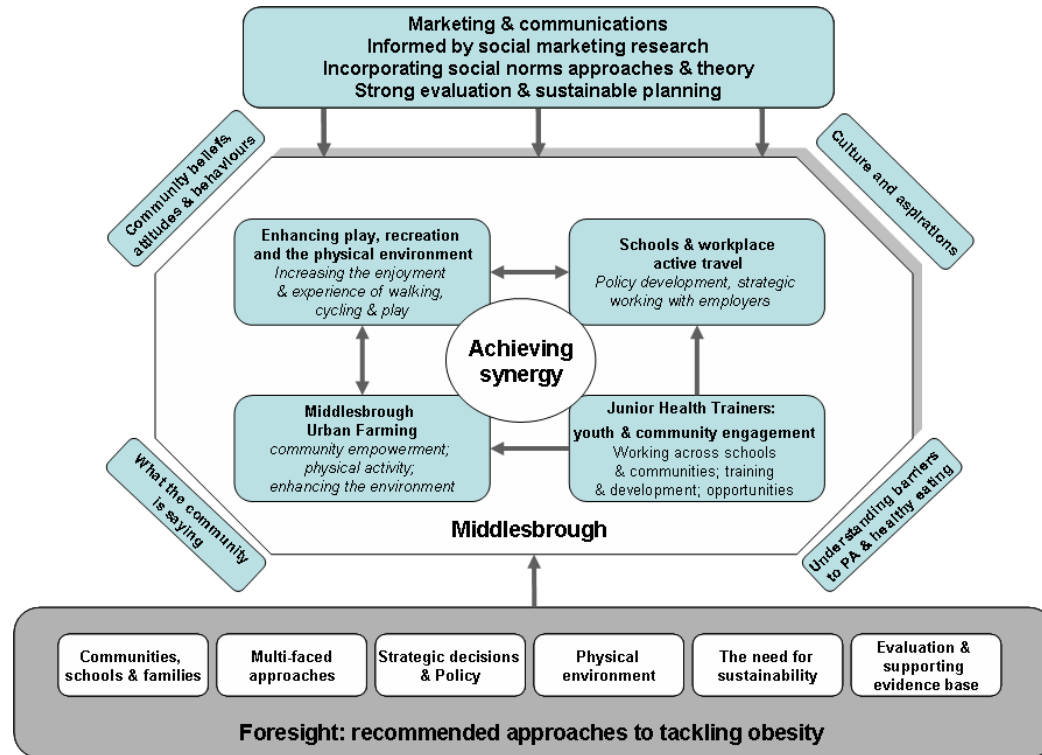 Marketing & communications
Informed by social marketing research
Incorporating social norms approaches & theory
Strong evaluation & sustainable planning
Community beliefs,
attitudes & behaviours
Culture and aspirations
Enhancing play, recreation
and the physical environment
Increasing the enjoyment
& experience of walking,
cycling & play
Schools & workplace
active travel
Policy development, strategic
working with employers
Achieving
synergy
Middlesbrough
Urban Farming
community empowerment;
physical activity;
enhancing the environment
Junior Health Trainers:
youth & community engagement
Working across schools
& communities; training
& development; opportunities
What the community
is saying
Understanding barriers
to PA & healthy eating
Middlesbrough
Communities,
schools & families
Multi-faced
approaches
Strategic decisions
& Policy
Physical
environment
The need for
sustainability
Evaluation &
supporting
evidence base
Foresight: recommended approaches to tackling obesity